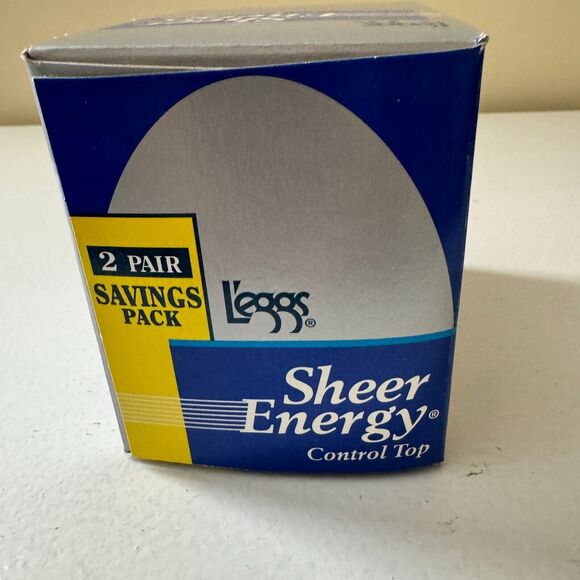 2 PAIR
SAVINGS
PACK
L'eggs®
Sheer
Energy®
Control Top